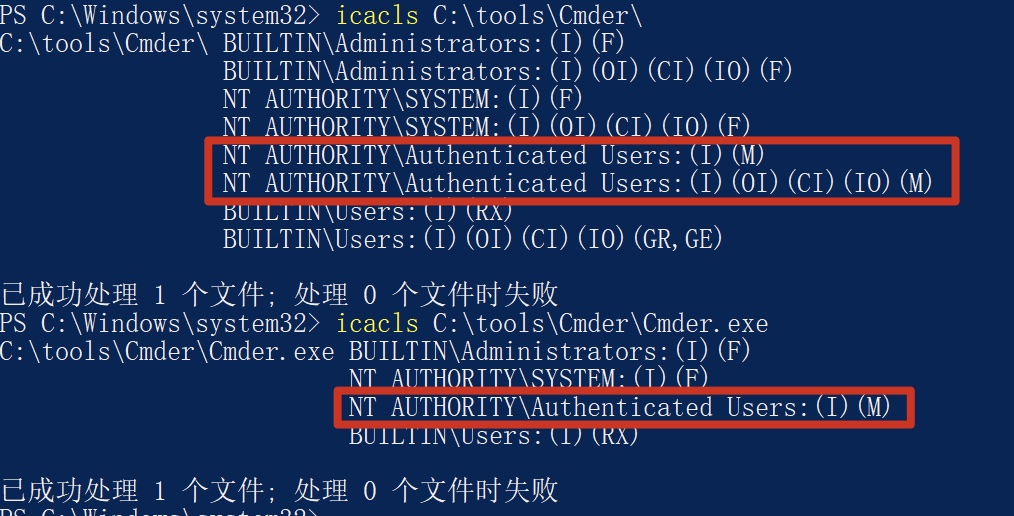 PS C:\Windows\system32> icacls C:\tools\Cmder\
C:\tools\Cmder\ BUILTIN\Administrators:(I)(F)
BUILTIN\Administrators:(I)(OI)(CI)(IO)(F)
NT AUTHORITY\SYSTEM:(I)(F)
NT AUTHORITY\SYSTEM:(I)(OI)(CI)(IO)(F)
NT AUTHORITY\Authenticated Users:(I)(M)
NT AUTHORITY\Authenticated Users:(I)(OI)(CI)(IO)(M)
BUILTIN\Users:(I)(RX)
BUILTIN\Users:(I)(OI)(CI)(IO)(GR,GE)
已成功处理 1 个文件; 处理 0 个文件时失败
PS C:\Windows\system32> icacls C:\tools\Cmder\Cmder.exe
C:\tools\Cmder\Cmder.exe BUILTIN\Administrators:(I)(F)
NT AUTHORITY\SYSTEM:(I)(F)
NT AUTHORITY\Authenticated Users:(I)(M)
BUILTIN\Users:(I)(RX)
已成功处理 1 个文件; 处理 0 个文件时失败
PS C:\Windows\system32>